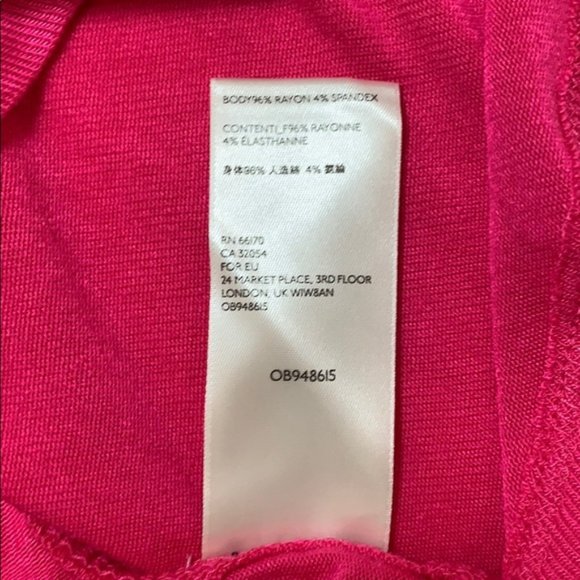 BODY96% RAYON 4% SPANDEX
CONTENTI_F96% RAYONNE
4% ÉLASTHANNE
身体96% 人造絲 4% 氨綸
RN 66170
CA 32054
FOR EU
24 MARKET PLACE, 3RD FLOOR
LONDON, UK W1W8AN
OB948615
OB948615